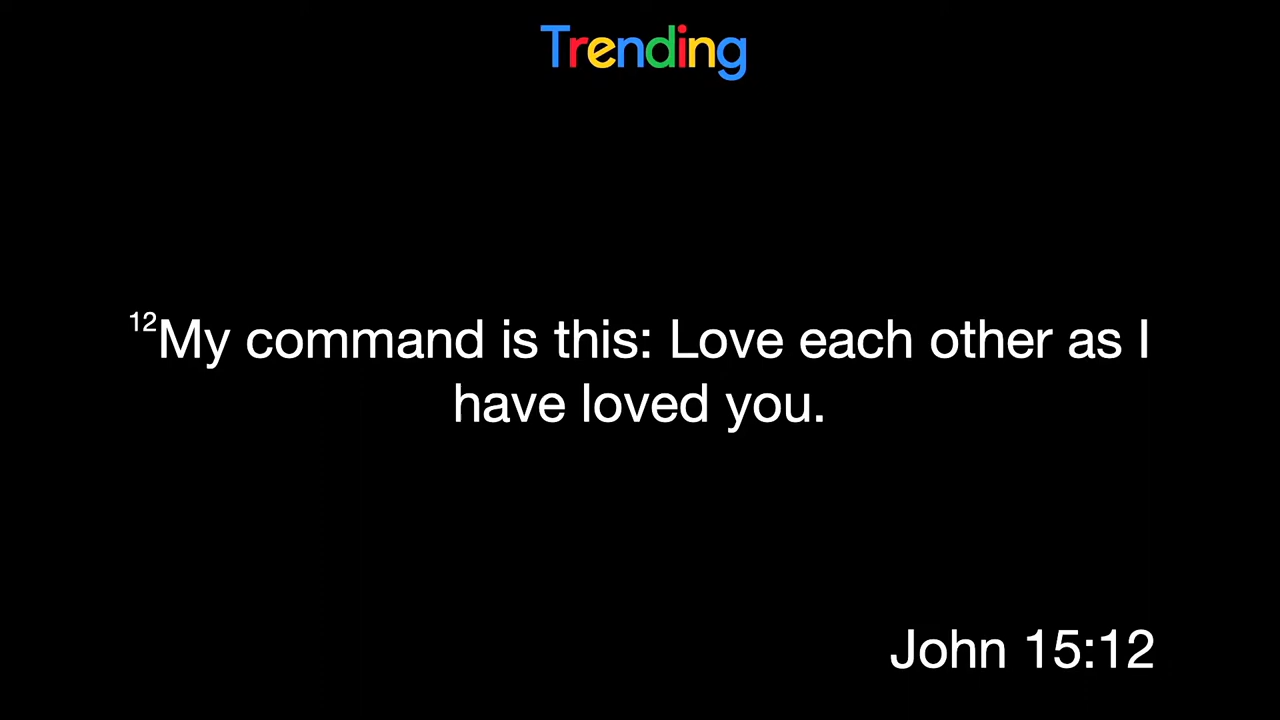 Trending
¹²My command is this: Love each other as I
have loved you.
John 15:12